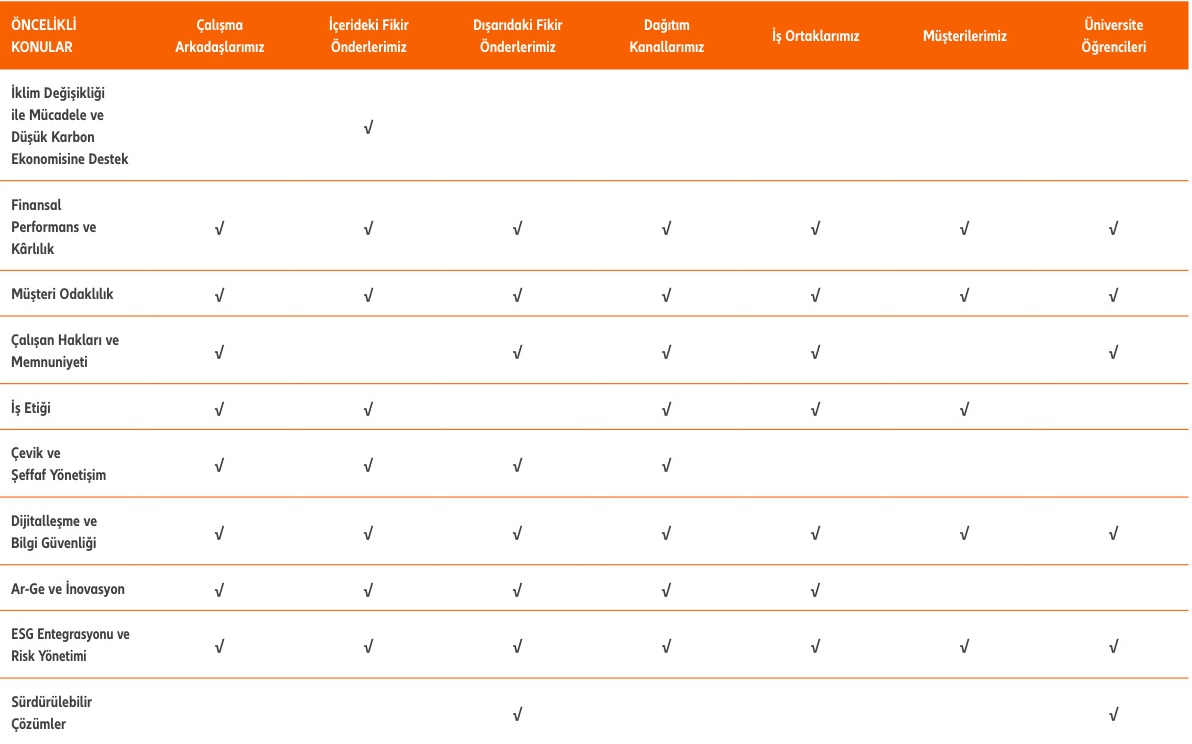 ÖNCELİKLİ
KONULAR
Çalışma
Arkadaşlarımız
İçerideki Fikir
Önderlerimiz
Dışarıdaki Fikir
Önderlerimiz
Dağıtım
Kanallarımız
İş Ortaklarımız
Müşterilerimiz
Üniversite
Öğrencileri
İklim Değişikliği
ile Mücadele ve
Düşük Karbon
Ekonomisine Destek
√
Finansal
Performans ve
Kârlılık
√ √ √ √ √ √ √
Müşteri Odaklılık √ √ √ √ √ √ √
Çalışan Hakları ve
Memnuniyeti
√ √ √ √ √
İş Etiği √ √ √ √ √
Çevik ve
Şeffaf Yönetişim
√ √ √ √
Dijitalleşme ve
Bilgi Güvenliği
√ √ √ √ √ √ √
Ar-Ge ve İnovasyon √ √ √ √ √
ESG Entegrasyonu ve
Risk Yönetimi
√ √ √ √ √ √ √
Sürdürülebilir
Çözümler
√ √